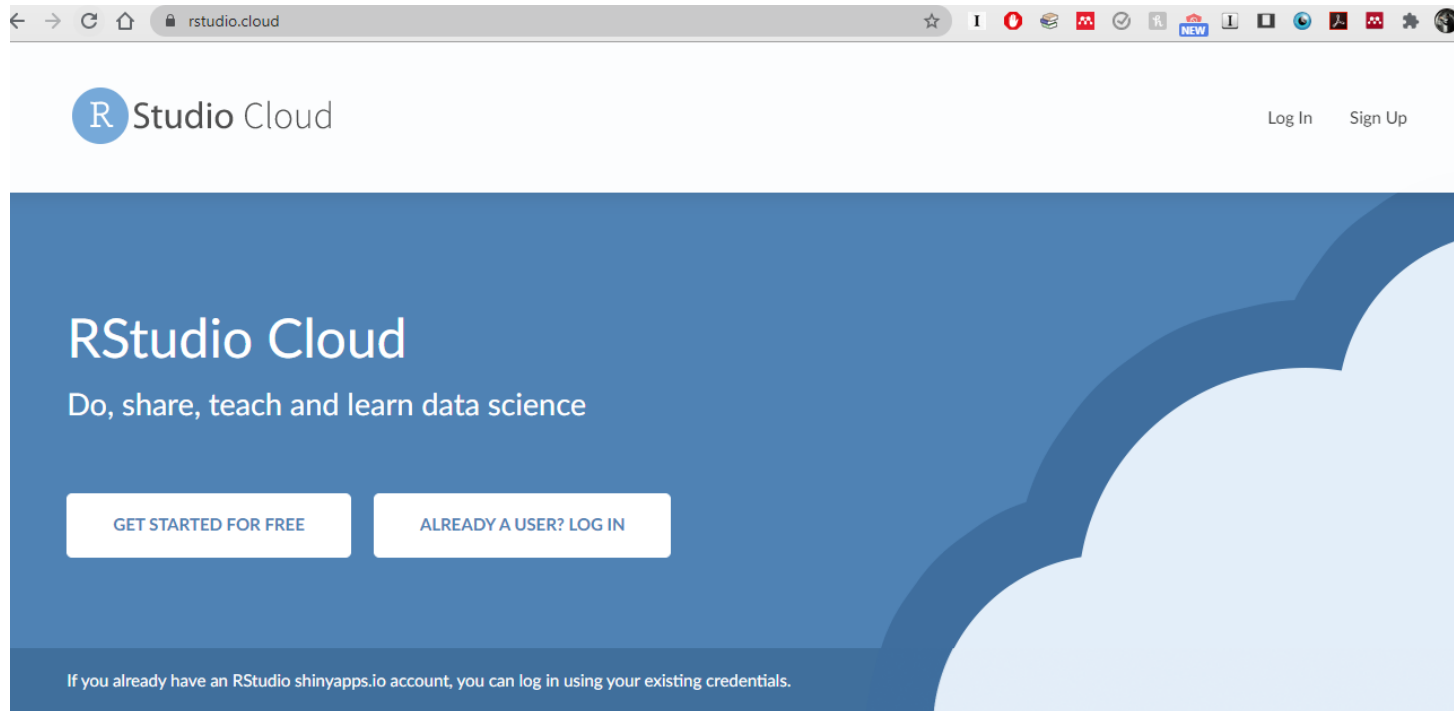 rstudio.cloud
NEW
R Studio Cloud
Log In Sign Up
RStudio Cloud
Do, share, teach and learn data science
GET STARTED FOR FREE
ALREADY A USER? LOG IN
If you already have an RStudio shinyapps.io account, you can log in using your existing credentials.